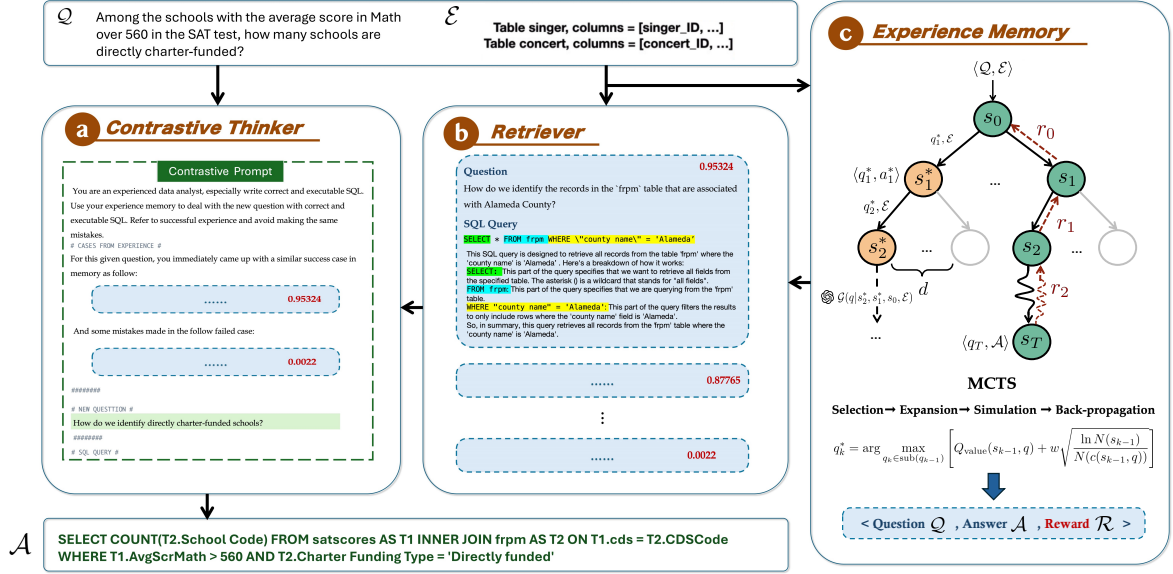 Q
Among the schools with the average score in Math
over 560 in the SAT test, how many schools are
directly charter-funded?
ℰ
Table singer, columns = [singer_ID, ...]
Table concert, columns = [concert_ID, ...]
a Contrastive Thinker
Contrastive Prompt
You are an experienced data analyst, especially write correct and executable SQL.
Use your experience memory to deal with the new question with correct and
executable SQL. Refer to successful experience and avoid making the same
mistakes.
# CASES FROM EXPERIENCE #
For this given question, you immediately came up with a similar success case in
memory as follow:
...... 0.95324
And some mistakes made in the follow failed case:
...... 0.0022
########
# NEW QUESTTION #
How do we identify directly charter-funded schools?
########
# SQL QUERY #
b Retriever
0.95324
Question
How do we identify the records in the `frpm` table that are associated
with Alameda County?
SQL Query
SELECT * FROM frpm WHERE \"county name\" = 'Alameda'
This SQL query is designed to retrieve all records from the table 'frpm' where the
'county name' is 'Alameda' . Here's a breakdown of how it works:
SELECT: This part of the query specifies that we want to retrieve all fields from
the specified table. The asterisk () is a wildcard that stands for "all fields".
FROM frpm: This part of the query specifies that we are querying from the 'frpm'
table.
WHERE "county name" = 'Alameda': This part of the query filters the results
to only include rows where the 'county name' field is 'Alameda'.
So, in summary, this query retrieves all records from the 'frpm' table where the
'county name' is 'Alameda'.
...... 0.87765
⋮
...... 0.0022
c Experience Memory
⟨Q, ℰ⟩
s₀
r₀
q₁*, ℰ
⟨q₁*, a₁*⟩ s₁* ... s₁
q₂*, ℰ
r₁
s₂* ... s₂ ...
d
G(q|s₂*, s₁*, s₀, ℰ)
r₂
...
⟨q_T, A⟩ s_T
MCTS
Selection→ Expansion→ Simulation → Back-propagation
q_k* = arg max_{q_k∈sub(q_{k−1})} [Q_value(s_{k−1}, q) + w√(ln N(s_{k−1}) / N(c(s_{k−1}, q)))]
< Question Q , Answer A , Reward R >
A
SELECT COUNT(T2.School Code) FROM satscores AS T1 INNER JOIN frpm AS T2 ON T1.cds = T2.CDSCode
WHERE T1.AvgScrMath > 560 AND T2.Charter Funding Type = 'Directly funded'